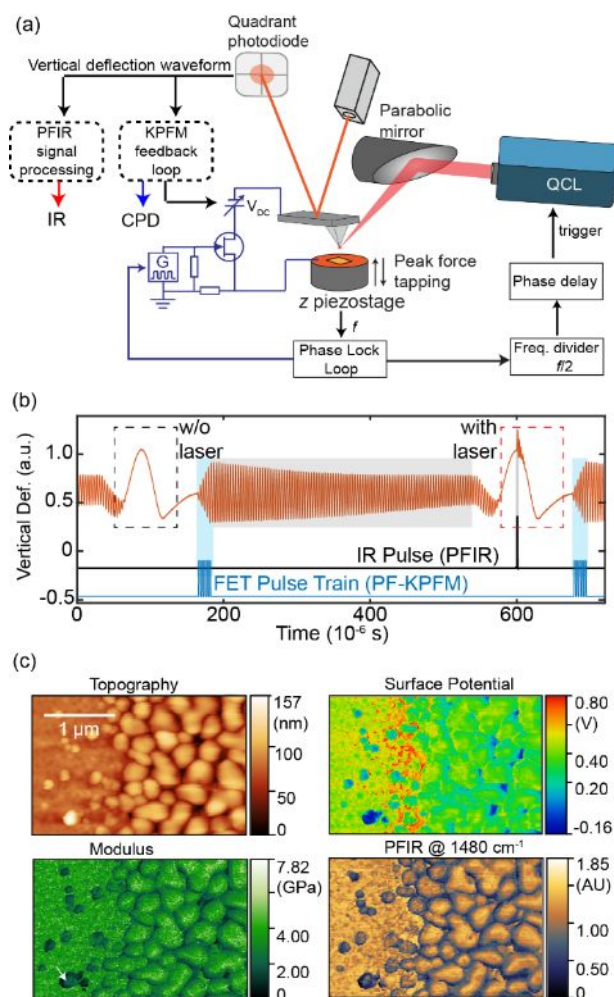 (a)
Quadrant
photodiode
Vertical deflection waveform
Parabolic
mirror
PFIR
signal
processing
KPFM
feedback
loop
QCL
IR
CPD
V_DC
trigger
G
Peak force
tapping
z piezostage
Phase delay
f
Phase Lock
Loop
Freq. divider
f/2
(b)
Vertical Def. (a.u.)
1.0
0.5
0
-0.5
w/o
laser
with
laser
IR Pulse (PFIR)
FET Pulse Train (PF-KPFM)
0
200
400
600
Time (10⁻⁶ s)
(c)
Topography
1 μm
157
(nm)
100
50
0
Surface Potential
0.80
(V)
0.40
0.20
-0.16
Modulus
7.82
(GPa)
4.00
2.00
0
PFIR @ 1480 cm⁻¹
1.85
(AU)
1.00
0.50
0